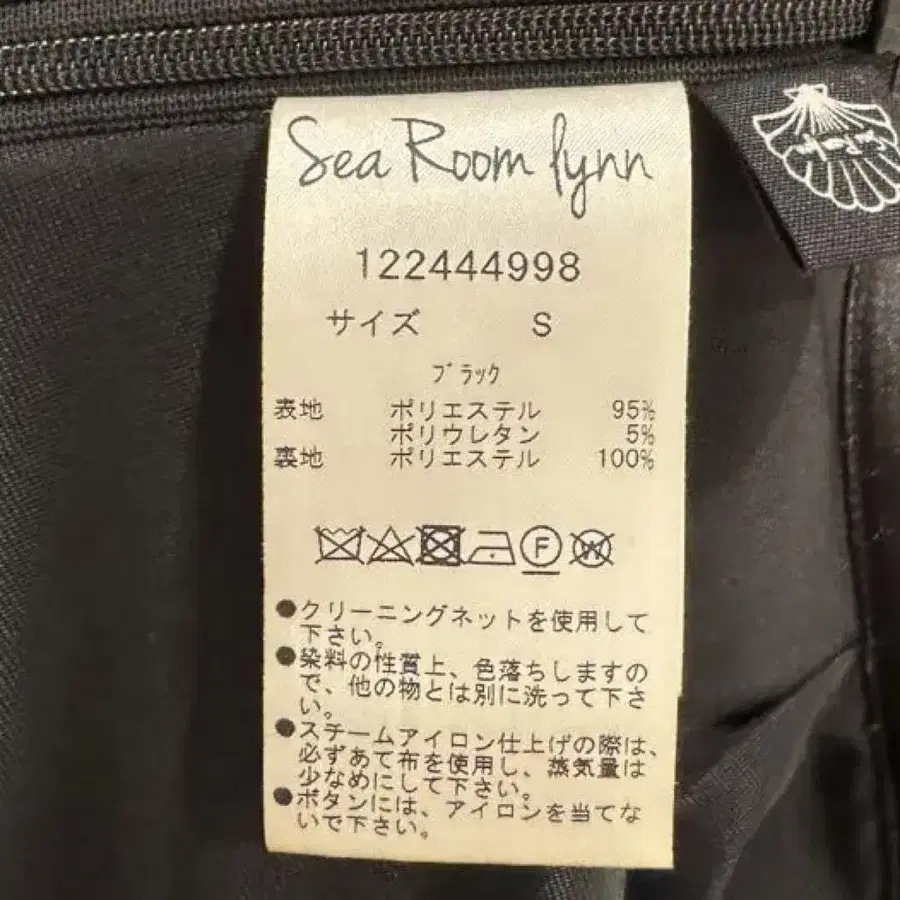 Sea Room lynn
122444998
サイズ S
ﾌﾞﾗｯｸ
表地 ポリエステル 95%
ポリウレタン 5%
裏地 ポリエステル 100%
F
W
●クリーニングネットを使用して
下さい。
●染料の性質上、色落ちしますの
で、他の物とは別に洗って下さ
い。
●スチームアイロン仕上げの際は、
必ずあて布を使用し、蒸気量は
少なめにして下さい。
●ボタンには、アイロンを当てな
いで下さい。